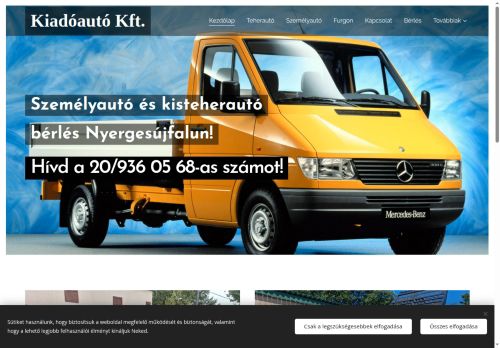 Kiadóautó Kft.
Kezdőlap Teherautó Személyautó Furgon Kapcsolat Bérlés Továbbiak
Személyautó és kisteherautó
bérlés Nyergesújfalun!
Hívd a 20/936 05 68-as számot!
Mercedes-Benz
Sütiket használunk, hogy biztosítsuk a weboldal megfelelő működését és biztonságát, valamint
hogy a lehető legjobb felhasználói élményt kínáljuk Neked.
Csak a legszükségesebbek elfogadása
Összes elfogadása